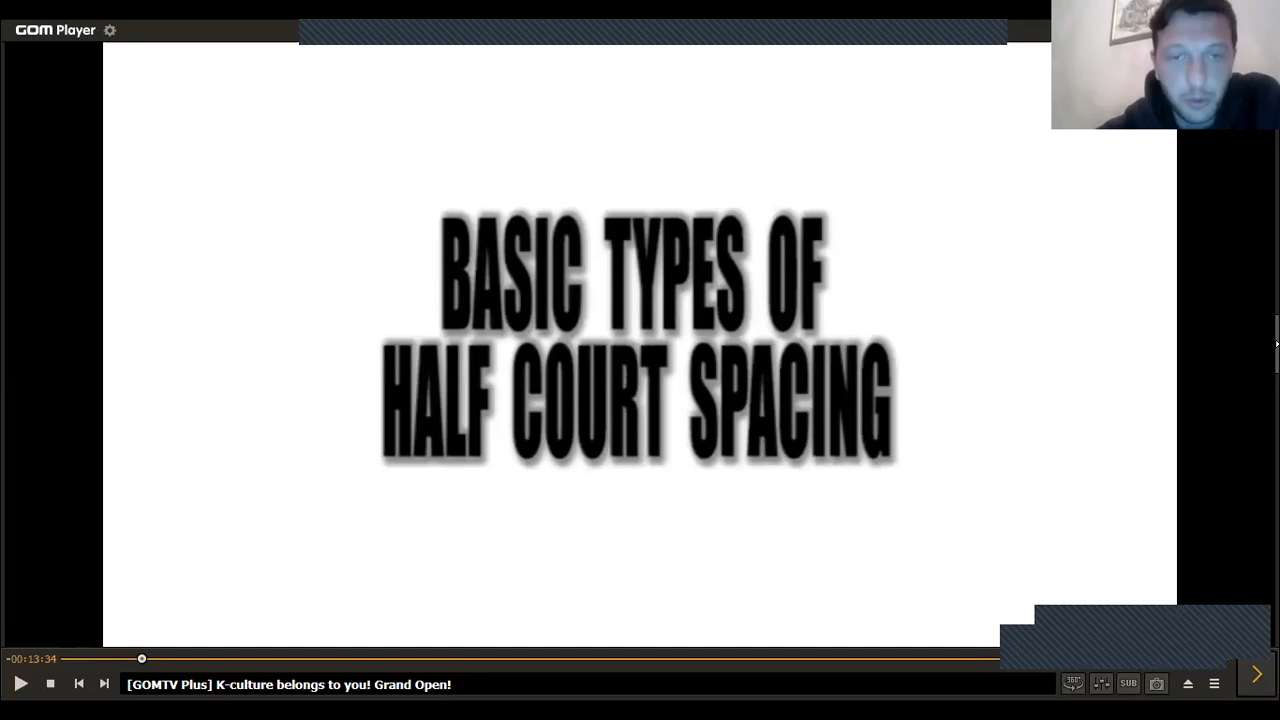 GOM Player
BASIC TYPES OF
HALF COURT SPACING
-00:13:34
[GOMTV Plus] K-culture belongs to you! Grand Open!
360°
SUB